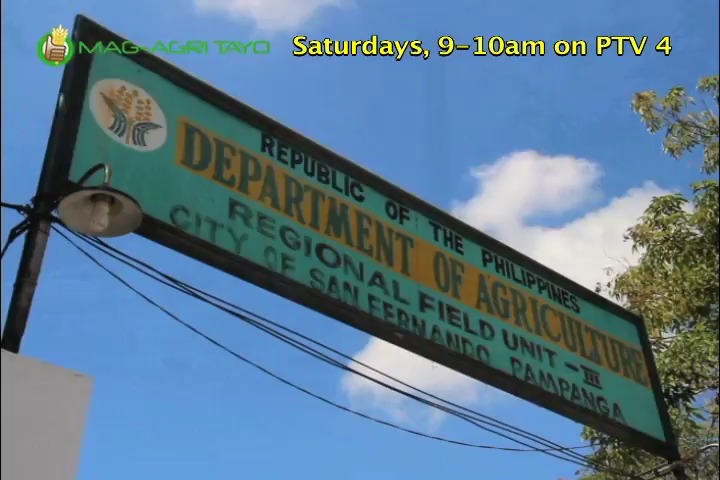 MAG-AGRI TAYO
Saturdays, 9-10am on PTV 4
REPUBLIC OF THE PHILIPPINES
DEPARTMENT OF AGRICULTURE
REGIONAL FIELD UNIT - III
CITY OF SAN FERNANDO, PAMPANGA